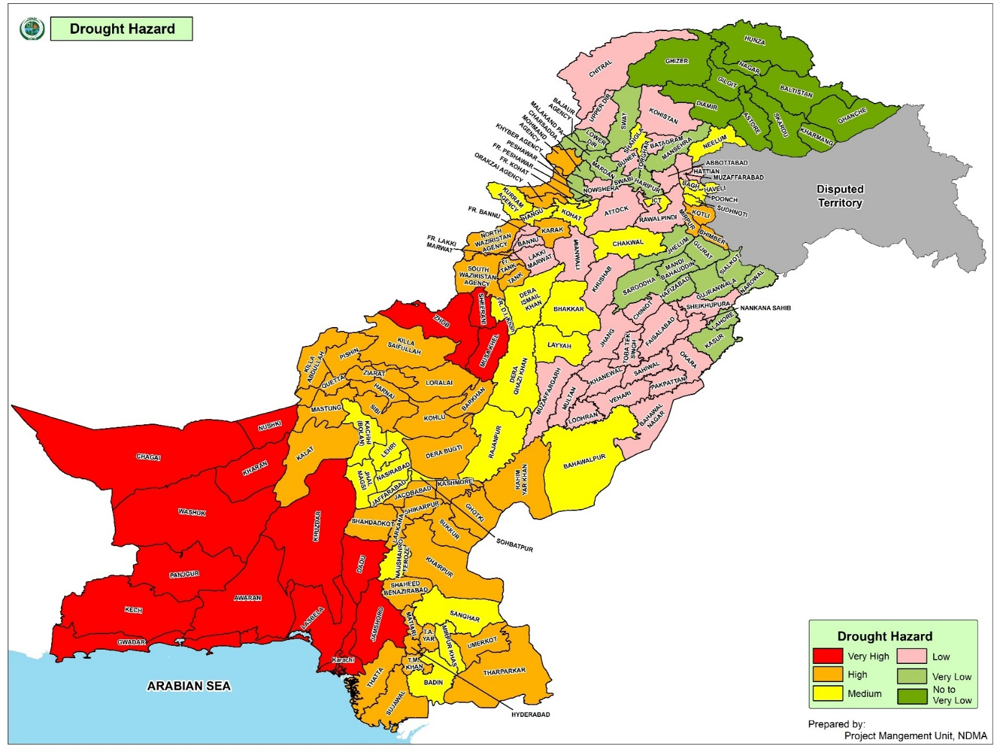 Drought Hazard
HUNZA
CHITRAL
GHIZER
NAGAR
GILGIT
BALTISTAN
DIAMIR
ASTORE
SKARDU
GHANCHE
KHARMANG
UPPER DIR
SWAT
KOHISTAN
BAJAUR
AGENCY
MALAKAND PA
CHARSADDA
MOHMAND
AGENCY
KHYBER AGENCY
PESHAWAR
FR. PESHAWAR
FR. KOHAT
ORAKZAI AGENCY
LOWER
DIR
SHANGLA
BATAGRAM
MANSEHRA
TORGHAR
BUNER
NEELUM
MARDAN
SWABI
HARIPUR
NOWSHERA
ABBOTTABAD
HATTIAN
MUZAFFARABAD
BAGH
HAVELI
POONCH
SUDHNOTI
KOTLI
MIRPUR
BHIMBER
Disputed
Territory
KURRAM
AGENCY
HANGU
KOHAT
ATTOCK
ICT
RAWALPINDI
FR. BANNU
NORTH
WAZIRISTAN
AGENCY
KARAK
BANNU
FR. LAKKI
MARWAT
LAKKI
MARWAT
MIANWALI
CHAKWAL
JHELUM
GUJRAT
SOUTH
WAZIRISTAN
AGENCY
Fr.
TANK
TANK
KHUSHAB
SARGODHA
MANDI
BAHAUDDIN
HAFIZABAD
SIALKOT
GUJRANWALA
NAROWAL
DERA
ISMAIL
KHAN
FR. D.I. Khan
BHAKKAR
CHINIOT
SHEIKHUPURA
NANKANA SAHIB
LAHORE
KASUR
SHEERANI
ZHOB
MUSAKHEL
LAYYAH
JHANG
TOBA TEK
SINGH
FAISALABAD
OKARA
KILLA
SAIFULLAH
PISHIN
KILLA
ABDULLAH
QUETTA
ZIARAT
HARNAI
LORALAI
BARKHAN
DERA
GHAZI KHAN
MUZAFFARGARH
MULTAN
KHANEWAL
SAHIWAL
PAKPATTAN
VEHARI
LODHRAN
BAHAWAL
NAGAR
MASTUNG
SIBI
KOHLU
NUSHKI
KACHHI
(BOLAN)
LEHRI
DERA BUGTI
RAJANPUR
BAHAWALPUR
CHAGAI
KHARAN
KALAT
JHAL
MAGSI
NASIRABAD
JAFFARABAD
JACOBABAD
KASHMORE
RAHIM
YAR KHAN
WASHUK
KHUZDAR
SHAHDADKOT
SHIKARPUR
LARKANA
SUKKUR
GHOTKI
SOHBATPUR
DADU
NAUSHAHRO
FEROZE
KHAIRPUR
PANJGUR
AWARAN
KECH
GWADAR
LASBELA
SHAHEED
BENAZIRABAD
JAMSHORO
MATIARI
SANGHAR
T.A.
YAR
MIRPUR KHAS
UMERKOT
Karachi
THATTA
T.M.
KHAN
BADIN
THARPARKAR
SUJAWAL
HYDERABAD
ARABIAN SEA
Drought Hazard
Very High
High
Medium
Low
Very Low
No to
Very Low
Prepared by:
Project Mangement Unit, NDMA